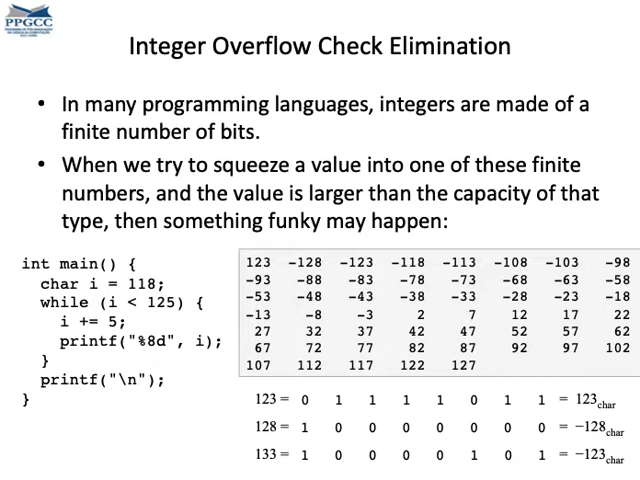 PPGCC
Integer Overflow Check Elimination
• In many programming languages, integers are made of a
finite number of bits.
• When we try to squeeze a value into one of these finite
numbers, and the value is larger than the capacity of that
type, then something funky may happen:
int main() {
char i = 118;
while (i < 125) {
i += 5;
printf("%8d", i);
}
printf("\n");
}
123 -128 -123 -118 -113 -108 -103 -98
-93 -88 -83 -78 -73 -68 -63 -58
-53 -48 -43 -38 -33 -28 -23 -18
-13 -8 -3 2 7 12 17 22
27 32 37 42 47 52 57 62
67 72 77 82 87 92 97 102
107 112 117 122 127
123 = 0 1 1 1 1 0 1 1 = 123char
128 = 1 0 0 0 0 0 0 0 = −128char
133 = 1 0 0 0 0 1 0 1 = −123char